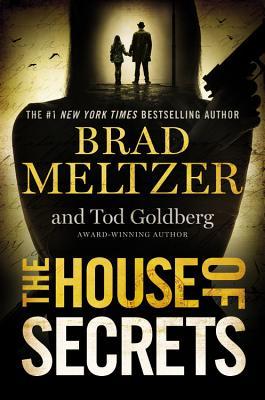 THE #1 NEW YORK TIMES BESTSELLING AUTHOR
BRAD
MELTZER
and Tod Goldberg
AWARD-WINNING AUTHOR
THE HOUSE OF
SECRETS